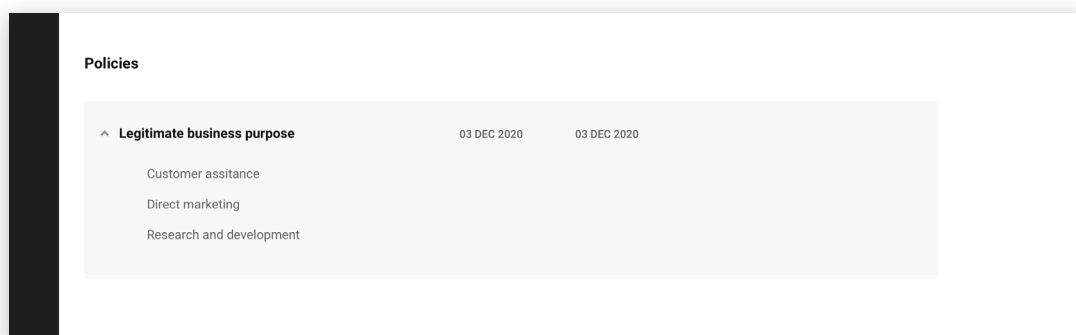 Policies
Legitimate business purpose 03 DEC 2020 03 DEC 2020
Customer assitance
Direct marketing
Research and development